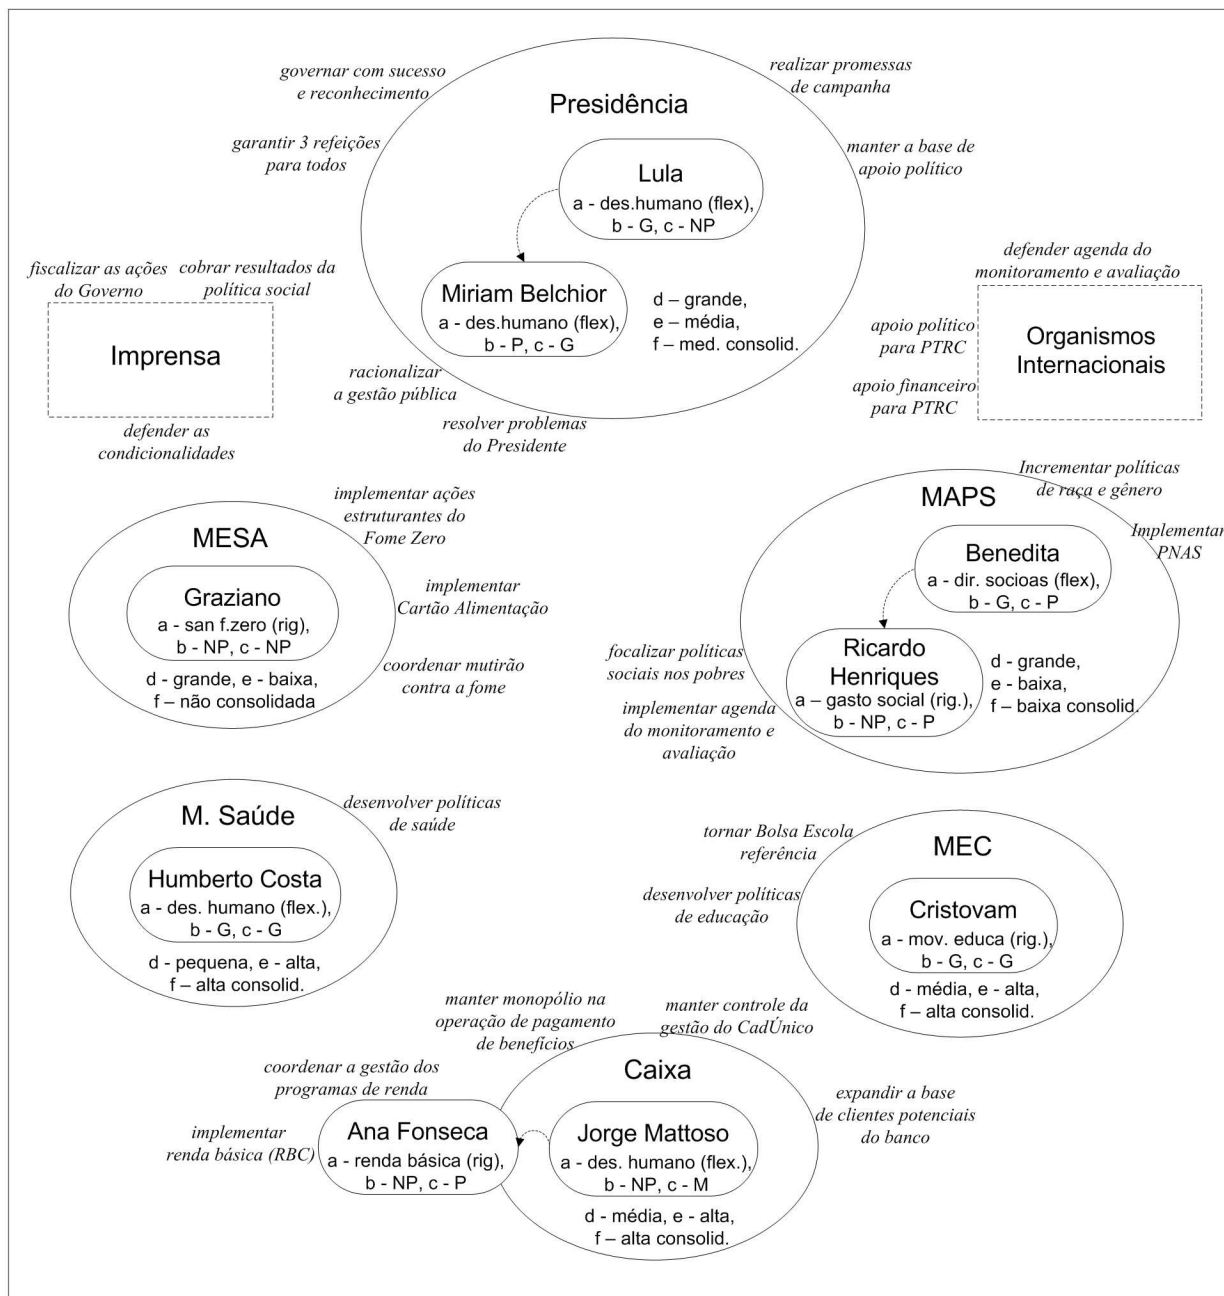 governar com sucesso
e reconhecimento
realizar promessas
de campanha
Presidência
garantir 3 refeições
para todos
manter a base de
apoio político
Lula
a - des.humano (flex),
b - G, c - NP
Miriam Belchior
a - des.humano (flex),
b - P, c - G
d – grande,
e – média,
f – med. consolid.
racionalizar
a gestão pública
resolver problemas
do Presidente
fiscalizar as ações
do Governo
cobrar resultados da
política social
Imprensa
defender as
condicionalidades
defender agenda do
monitoramento e avaliação
apoio político
para PTRC
apoio financeiro
para PTRC
Organismos
Internacionais
implementar ações
estruturantes do
Fome Zero
MESA
Graziano
a - san f.zero (rig),
b - NP, c - NP
d - grande, e - baixa,
f – não consolidada
implementar
Cartão Alimentação
coordenar mutirão
contra a fome
Incrementar políticas
de raça e gênero
MAPS
Implementar
PNAS
Benedita
a - dir. socioas (flex),
b - G, c - P
Ricardo
Henriques
a – gasto social (rig.),
b - NP, c - P
d - grande,
e - baixa,
f – baixa consolid.
focalizar políticas
sociais nos pobres
implementar agenda
do monitoramento e
avaliação
M. Saúde
desenvolver políticas
de saúde
Humberto Costa
a - des. humano (flex.),
b - G, c - G
d - pequena, e - alta,
f – alta consolid.
tornar Bolsa Escola
referência
MEC
desenvolver políticas
de educação
Cristovam
a - mov. educa (rig.),
b - G, c - G
d - média, e - alta,
f – alta consolid.
manter monopólio na
operação de pagamento
de benefícios
manter controle da
gestão do CadÚnico
Caixa
coordenar a gestão dos
programas de renda
implementar
renda básica (RBC)
Ana Fonseca
a - renda básica (rig),
b - NP, c - P
Jorge Mattoso
a - des. humano (flex.),
b - NP, c - M
d - média, e - alta,
f – alta consolid.
expandir a base
de clientes potenciais
do banco